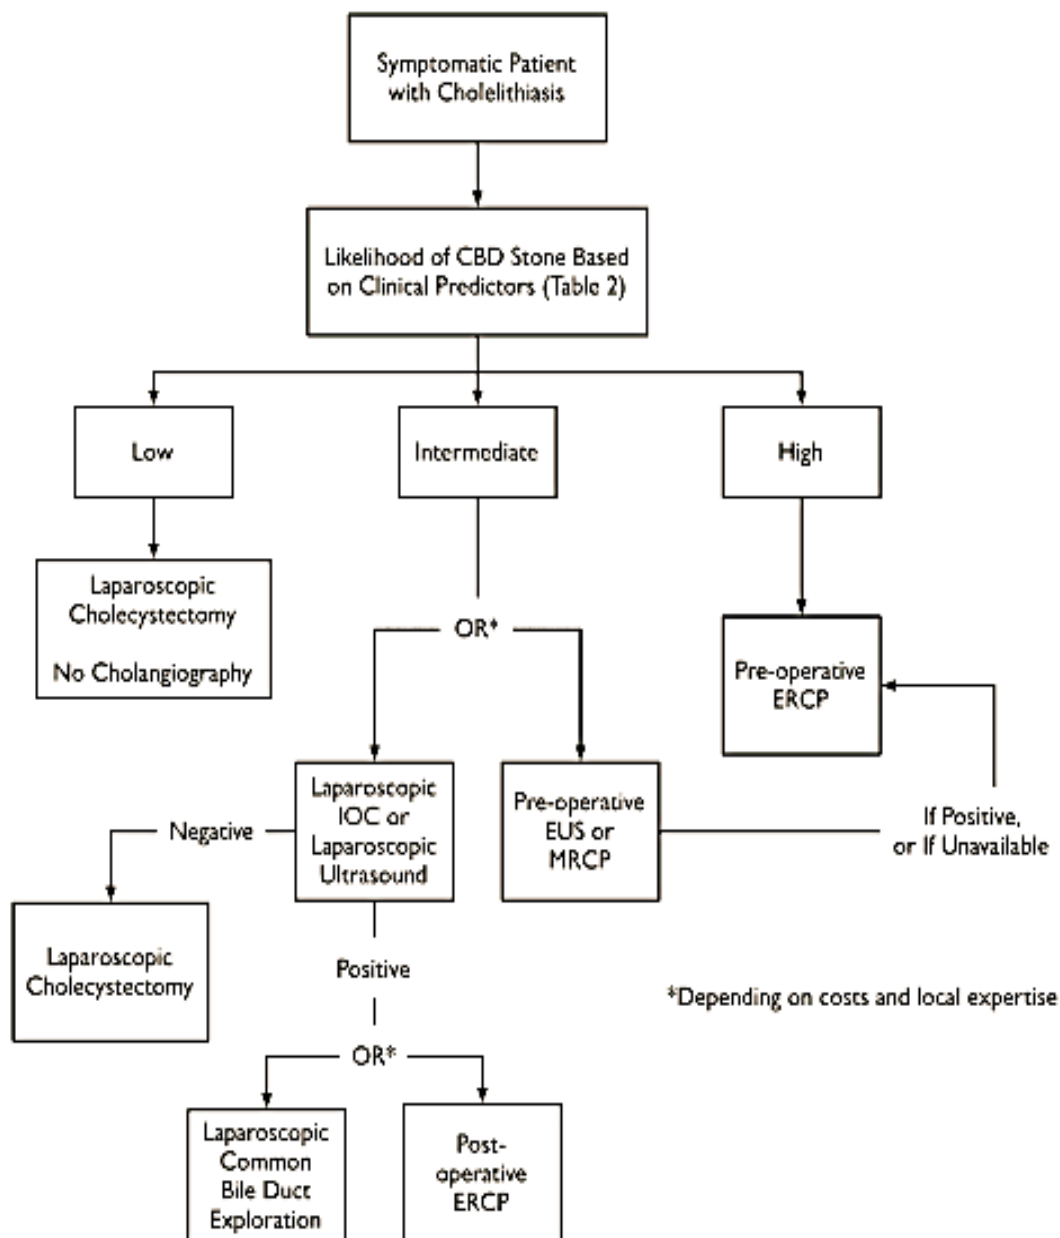 Symptomatic Patient
with Cholelithiasis
Likelihood of CBD Stone Based
on Clinical Predictors (Table 2)
Low
Intermediate
High
Laparoscopic
Cholecystectomy
No Cholangiography
OR*
Pre-operative
ERCP
Laparoscopic
IOC or
Laparoscopic
Ultrasound
Pre-operative
EUS or
MRCP
If Positive,
or If Unavailable
Negative
Laparoscopic
Cholecystectomy
Positive
*Depending on costs and local expertise
OR*
Laparoscopic
Common
Bile Duct
Exploration
Post-
operative
ERCP